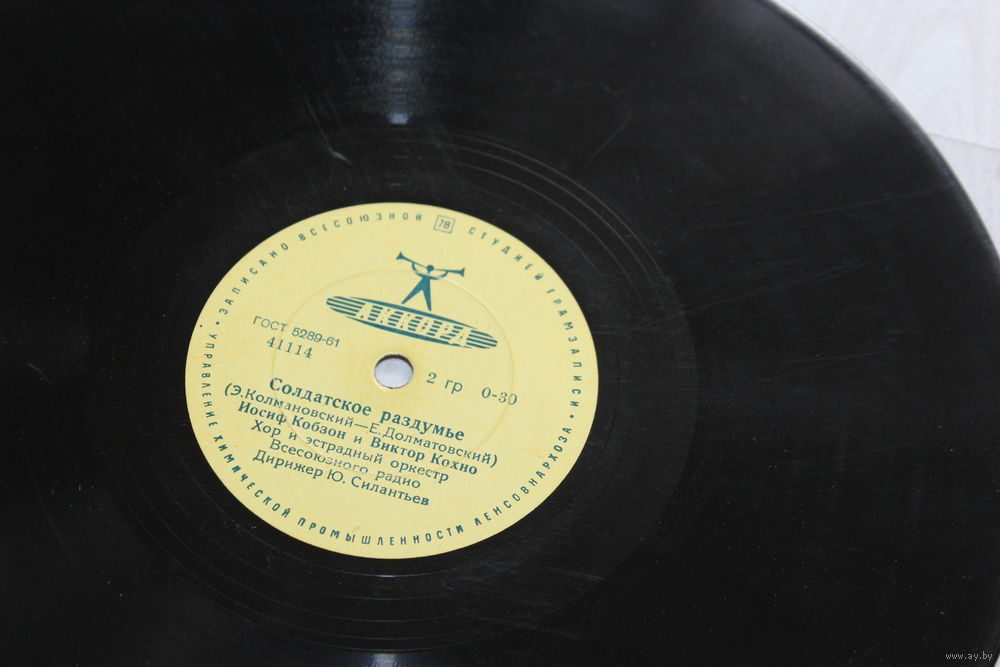 • ЗАПИСАНО ВСЕСОЮЗНОЙ 78 СТУДИЕЙ ГРАМЗАПИСИ •
АККОРД
ГОСТ 5289-61
41114
2 гр 0-30
Солдатское раздумье
(Э.Колмановский—Е.Долматовский)
Иосиф Кобзон и Виктор Кохно
Хор и эстрадный оркестр
Всесоюзного радио
Дирижер Ю. Силантьев
УПРАВЛЕНИЕ ХИМИЧЕСКОЙ ПРОМЫШЛЕННОСТИ ЛЕНСОВНАРХОЗА
www.ay.by